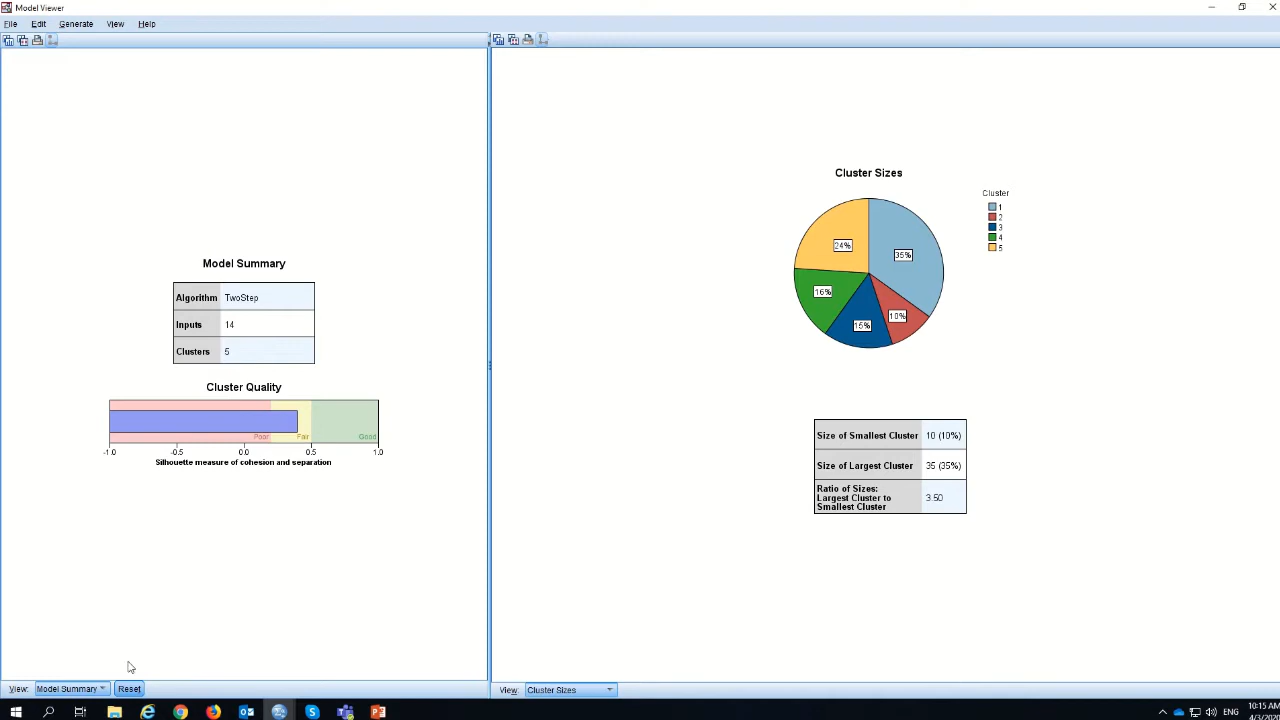 Model Viewer
File Edit Generate View Help
Model Summary
Algorithm TwoStep
Inputs 14
Clusters 5
Cluster Quality
Poor Fair Good
-1.0 -0.5 0.0 0.5 1.0
Silhouette measure of cohesion and separation
View: Model Summary Reset
Cluster Sizes
Cluster
1
2
3
4
5
24%
35%
16%
15%
10%
Size of Smallest Cluster 10 (10%)
Size of Largest Cluster 35 (35%)
Ratio of Sizes:
Largest Cluster to
Smallest Cluster
3.50
View: Cluster Sizes
ENG
10:15 AM